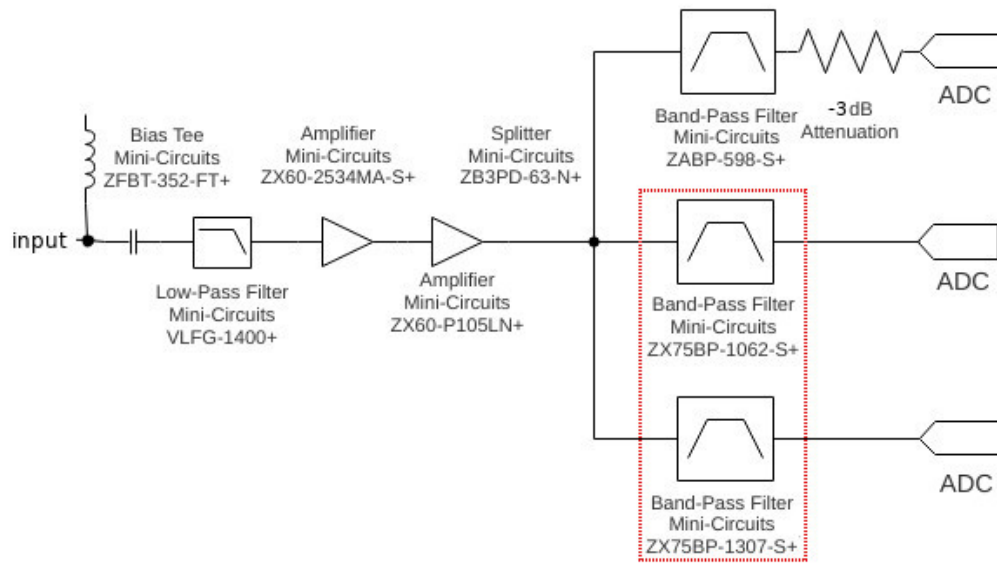 Bias Tee
Mini-Circuits
ZFBT-352-FT+
Amplifier
Mini-Circuits
ZX60-2534MA-S+
Splitter
Mini-Circuits
ZB3PD-63-N+
Band-Pass Filter
Mini-Circuits
ZABP-598-S+
-3 dB
Attenuation
ADC
input
Low-Pass Filter
Mini-Circuits
VLFG-1400+
Amplifier
Mini-Circuits
ZX60-P105LN+
Band-Pass Filter
Mini-Circuits
ZX75BP-1062-S+
ADC
Band-Pass Filter
Mini-Circuits
ZX75BP-1307-S+
ADC